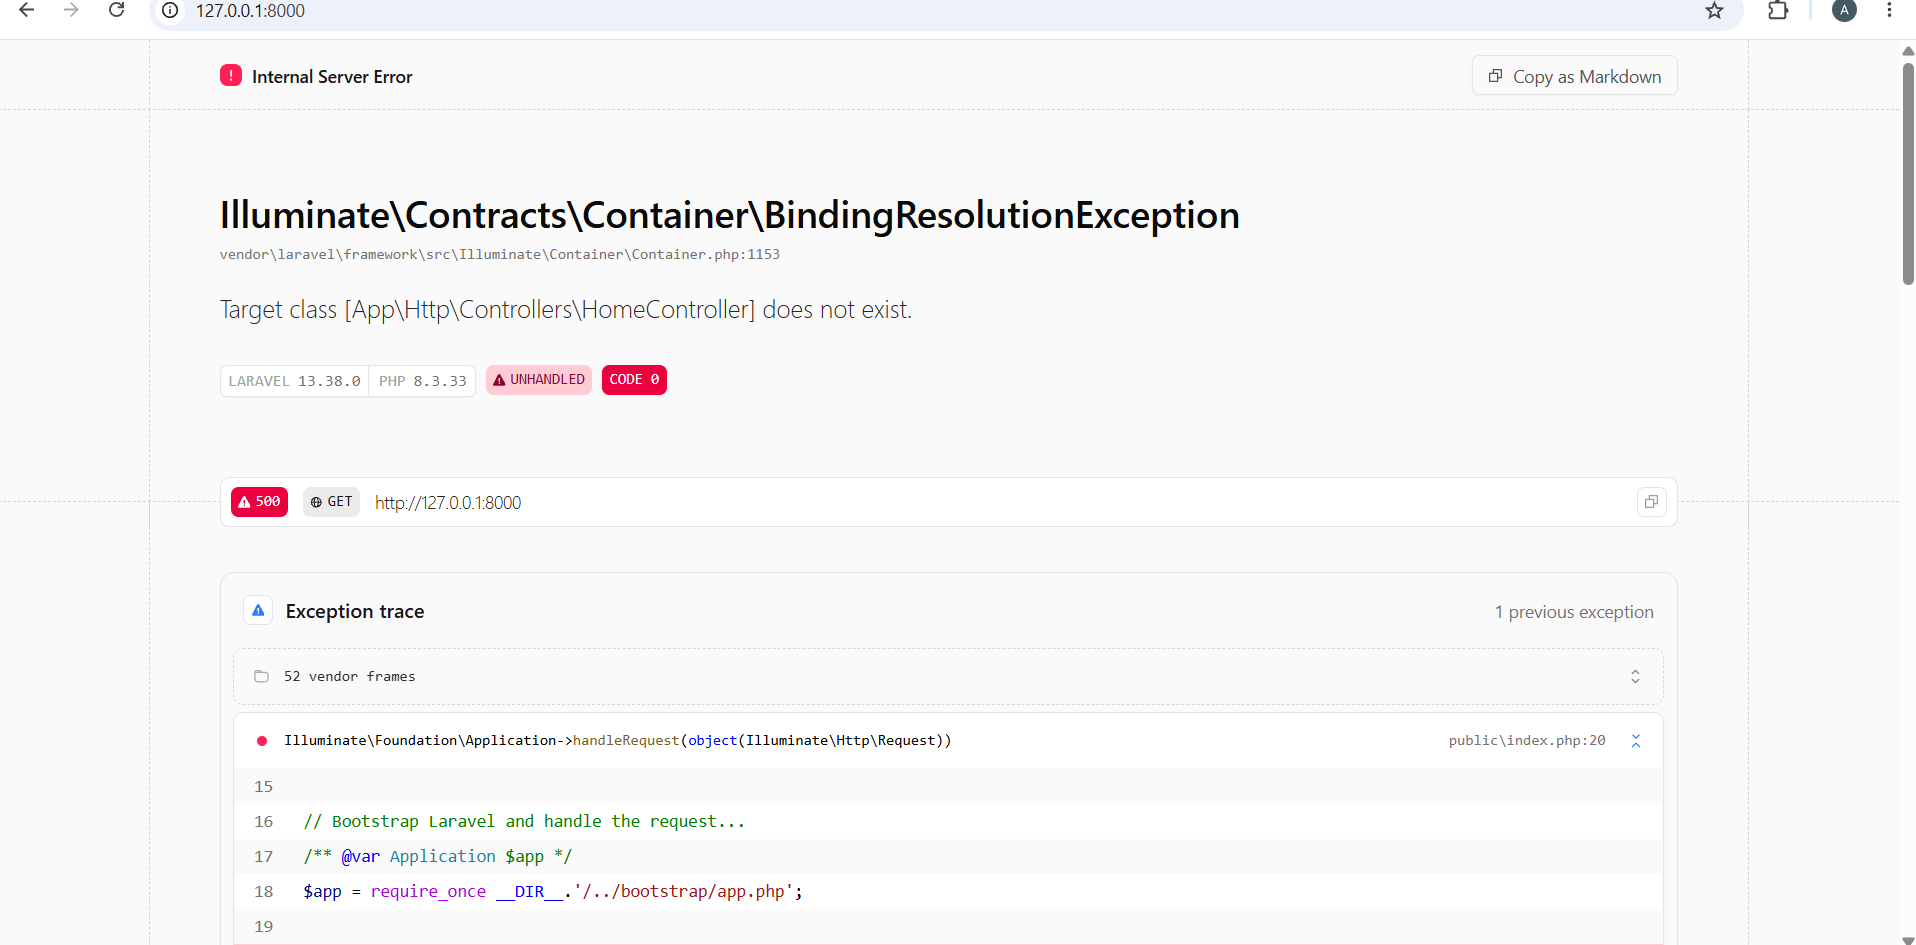 127.0.0.1:8000
A
! Internal Server Error
Copy as Markdown
Illuminate\Contracts\Container\BindingResolutionException
vendor\laravel\framework\src\Illuminate\Container\Container.php:1153
Target class [App\Http\Controllers\HomeController] does not exist.
LARAVEL 13.38.0 PHP 8.3.33 UNHANDLED CODE 0
500 GET http://127.0.0.1:8000
Exception trace
1 previous exception
52 vendor frames
Illuminate\Foundation\Application->handleRequest(object(Illuminate\Http\Request))
public\index.php:20
15
16 // Bootstrap Laravel and handle the request...
17 /** @var Application $app */
18 $app = require_once __DIR__.'/../bootstrap/app.php';
19